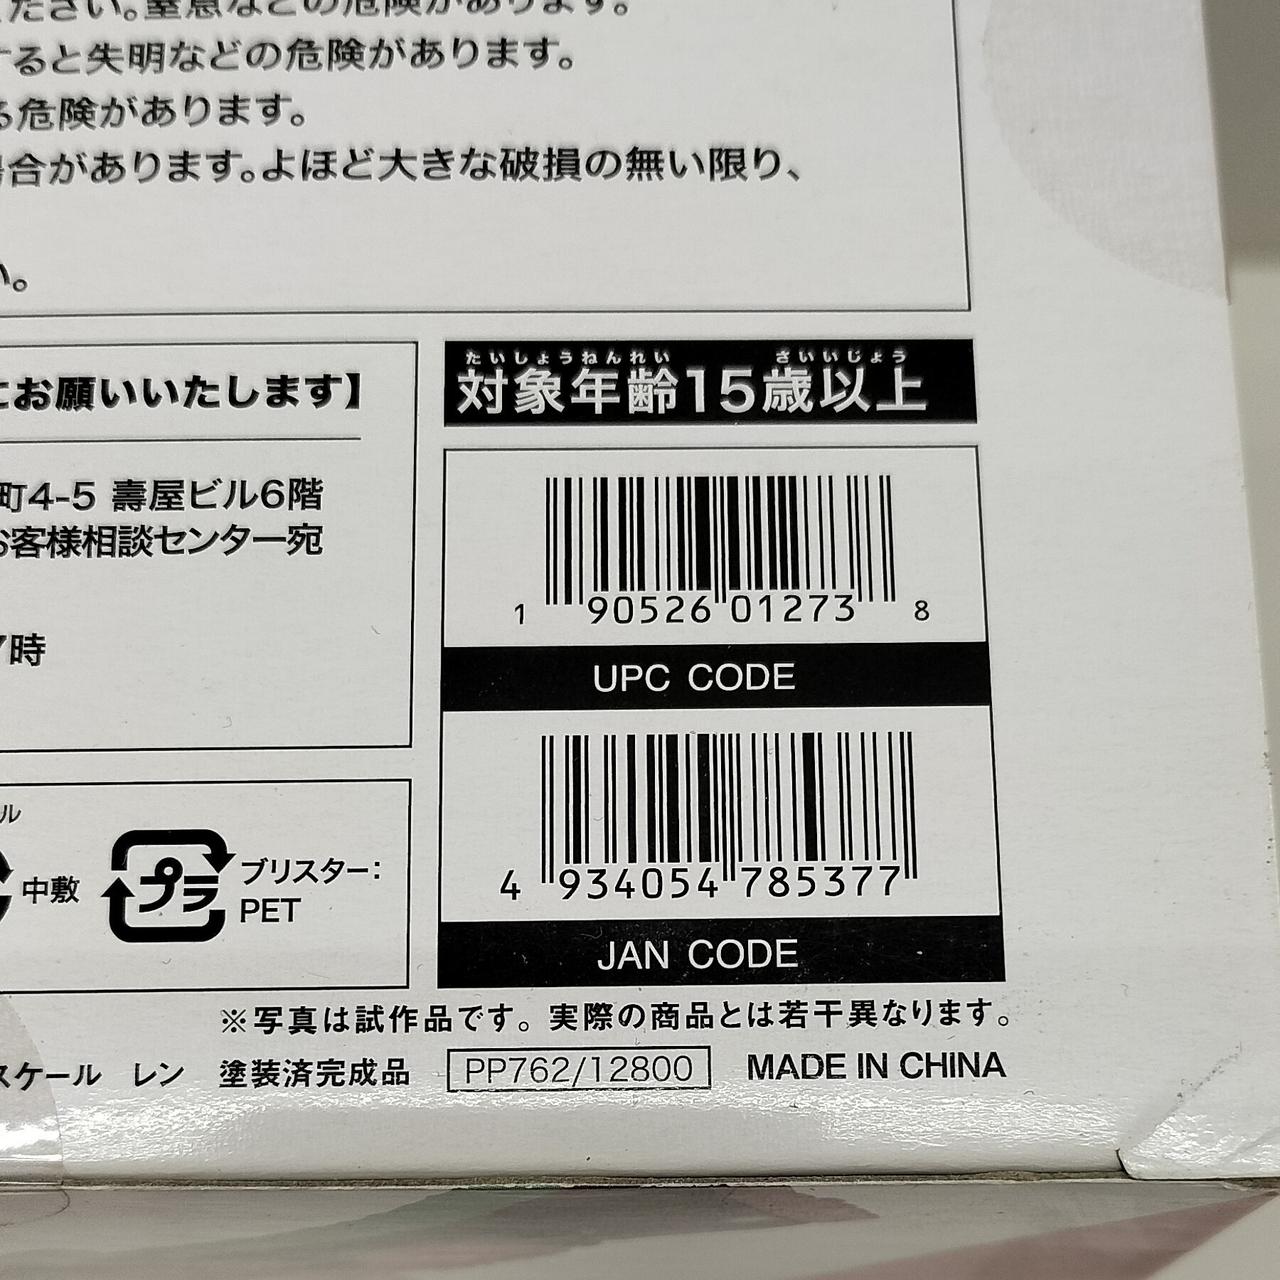 ださい。窒息などの危険があります。
すると失明などの危険があります。
る危険があります。
場合があります。よほど大きな破損の無い限り、
い。
にお願いいたします】
たいしょうねんれい さいいじょう
対象年齢15歳以上
町4-5 壽屋ビル6階
お客様相談センター宛
時
1 90526 01273 8
UPC CODE
4 934054 785377
JAN CODE
ル
中敷
プラ
ブリスター:
PET
※写真は試作品です。実際の商品とは若干異なります。
スケール レン 塗装済完成品 PP762/12800 MADE IN CHINA